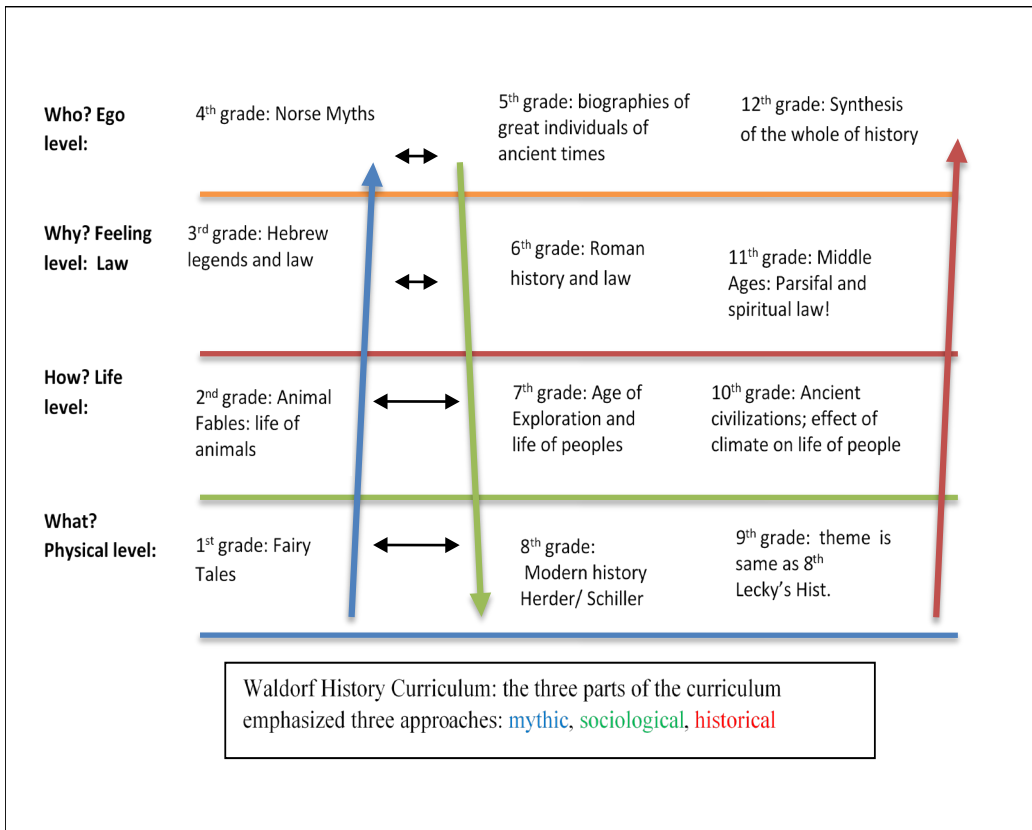 Who? Ego
level:
4th grade: Norse Myths
5th grade: biographies of
great individuals of
ancient times
12th grade: Synthesis
of the whole of history
Why? Feeling
level: Law
3rd grade: Hebrew
legends and law
6th grade: Roman
history and law
11th grade: Middle
Ages: Parsifal and
spiritual law!
How? Life
level:
2nd grade: Animal
Fables: life of
animals
7th grade: Age of
Exploration and
life of peoples
10th grade: Ancient
civilizations; effect of
climate on life of people
What?
Physical level:
1st grade: Fairy
Tales
8th grade:
Modern history
Herder/ Schiller
9th grade: theme is
same as 8th
Lecky's Hist.
Waldorf History Curriculum: the three parts of the curriculum
emphasized three approaches: mythic, sociological, historical